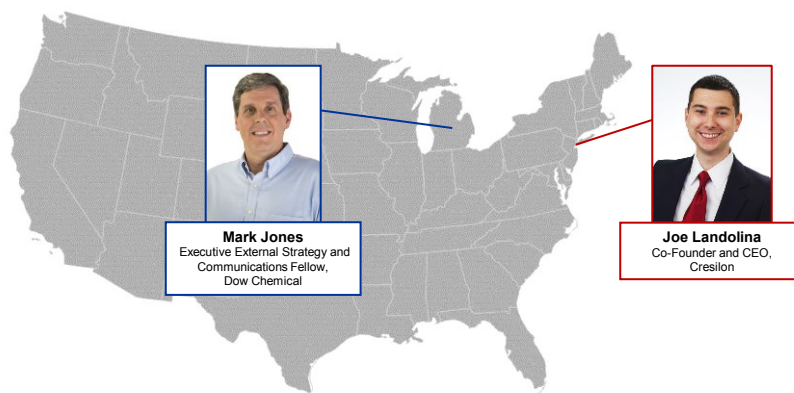 Mark Jones
Executive External Strategy and
Communications Fellow,
Dow Chemical
Joe Landolina
Co-Founder and CEO,
Cresilon